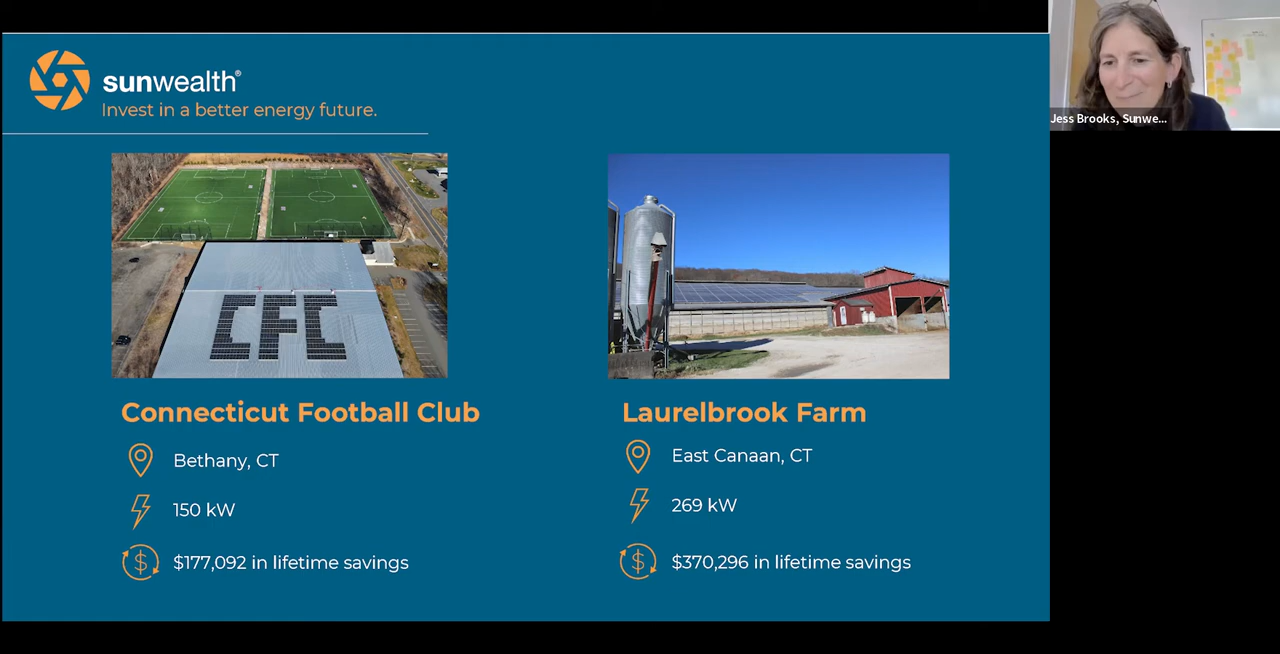 sunwealth®
Invest in a better energy future.
Jess Brooks, Sunwe...
CFC
Connecticut Football Club
Bethany, CT
150 kW
$177,092 in lifetime savings
Laurelbrook Farm
East Canaan, CT
269 kW
$370,296 in lifetime savings